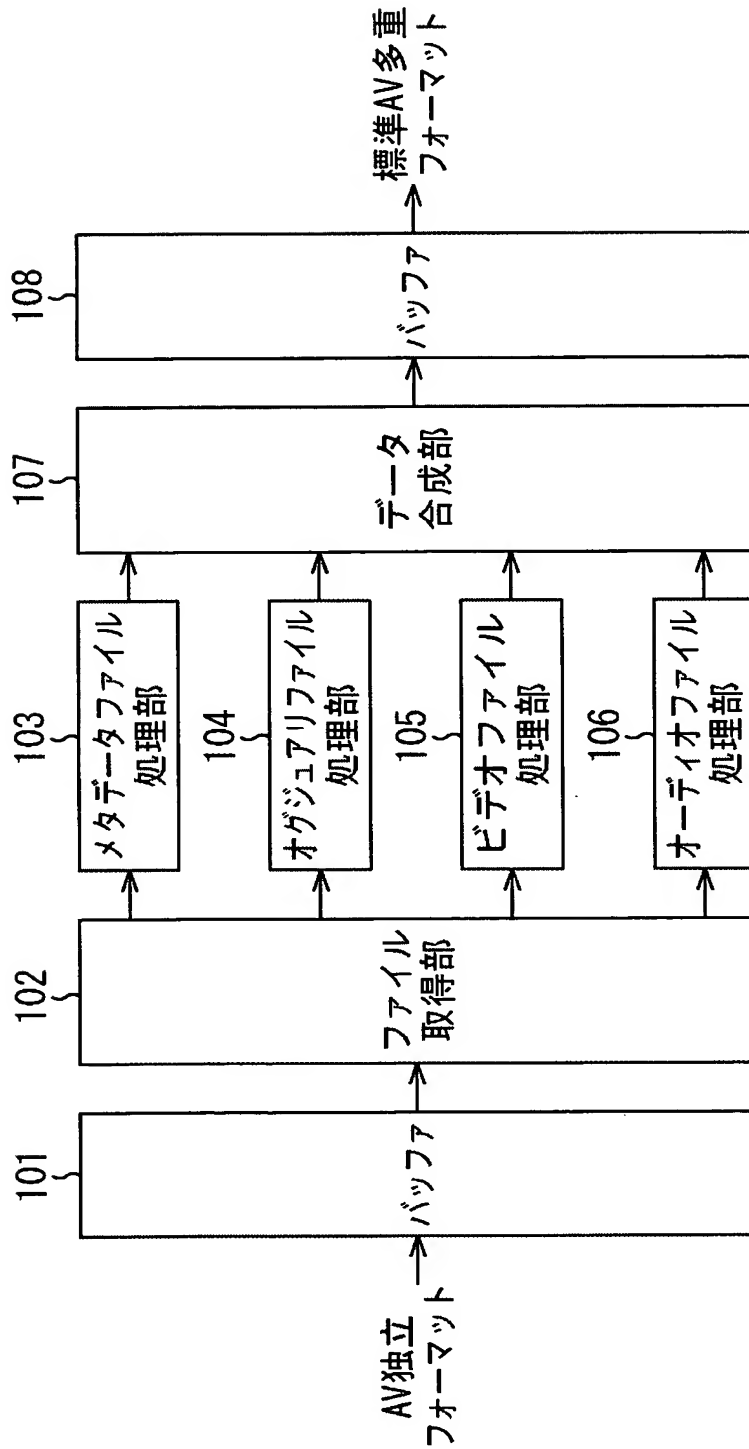 AV独立
フォーマット
101
バッファ
102
ファイル
取得部
103
メタデータファイル
処理部
104
オグジュアリファイル
処理部
105
ビデオファイル
処理部
106
オーディオファイル
処理部
107
データ
合成部
108
バッファ
標準AV多重
フォーマット